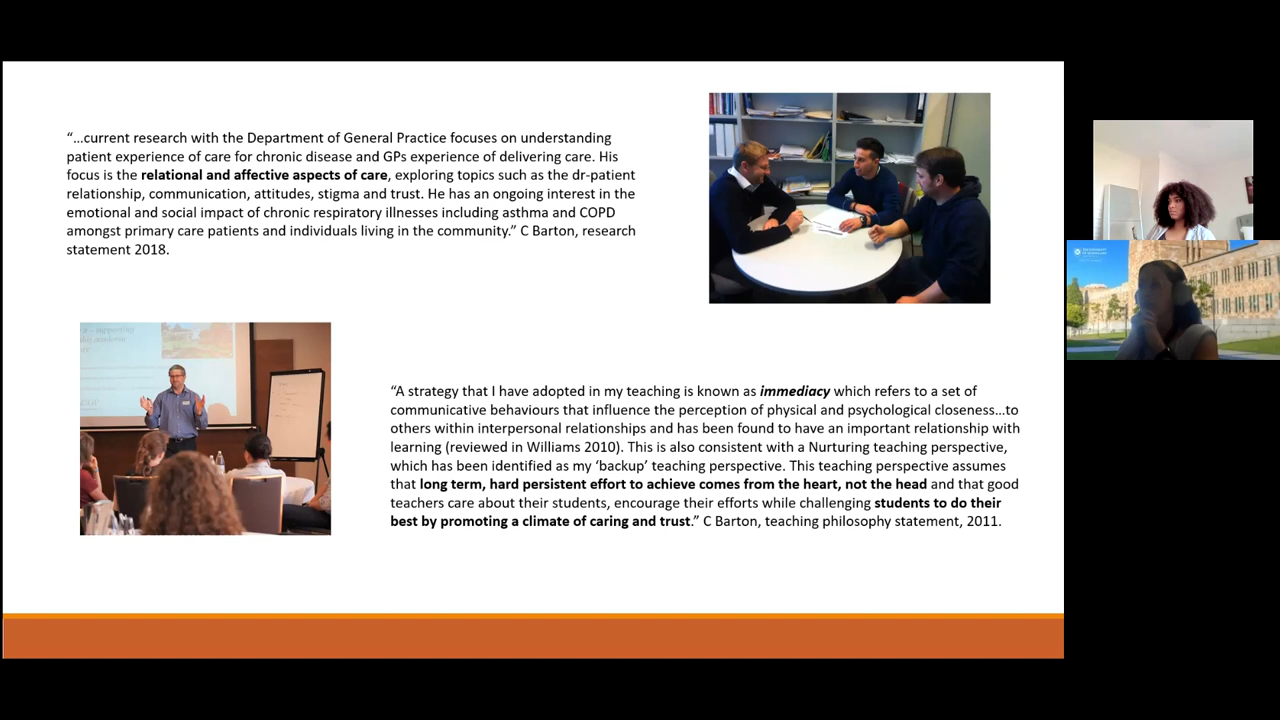 “…current research with the Department of General Practice focuses on understanding
patient experience of care for chronic disease and GPs experience of delivering care. His
focus is the relational and affective aspects of care, exploring topics such as the dr-patient
relationship, communication, attitudes, stigma and trust. He has an ongoing interest in the
emotional and social impact of chronic respiratory illnesses including asthma and COPD
amongst primary care patients and individuals living in the community.” C Barton, research
statement 2018.
“A strategy that I have adopted in my teaching is known as immediacy which refers to a set of
communicative behaviours that influence the perception of physical and psychological closeness…to
others within interpersonal relationships and has been found to have an important relationship with
learning (reviewed in Williams 2010). This is also consistent with a Nurturing teaching perspective,
which has been identified as my ‘backup’ teaching perspective. This teaching perspective assumes
that long term, hard persistent effort to achieve comes from the heart, not the head and that good
teachers care about their students, encourage their efforts while challenging students to do their
best by promoting a climate of caring and trust.” C Barton, teaching philosophy statement, 2011.